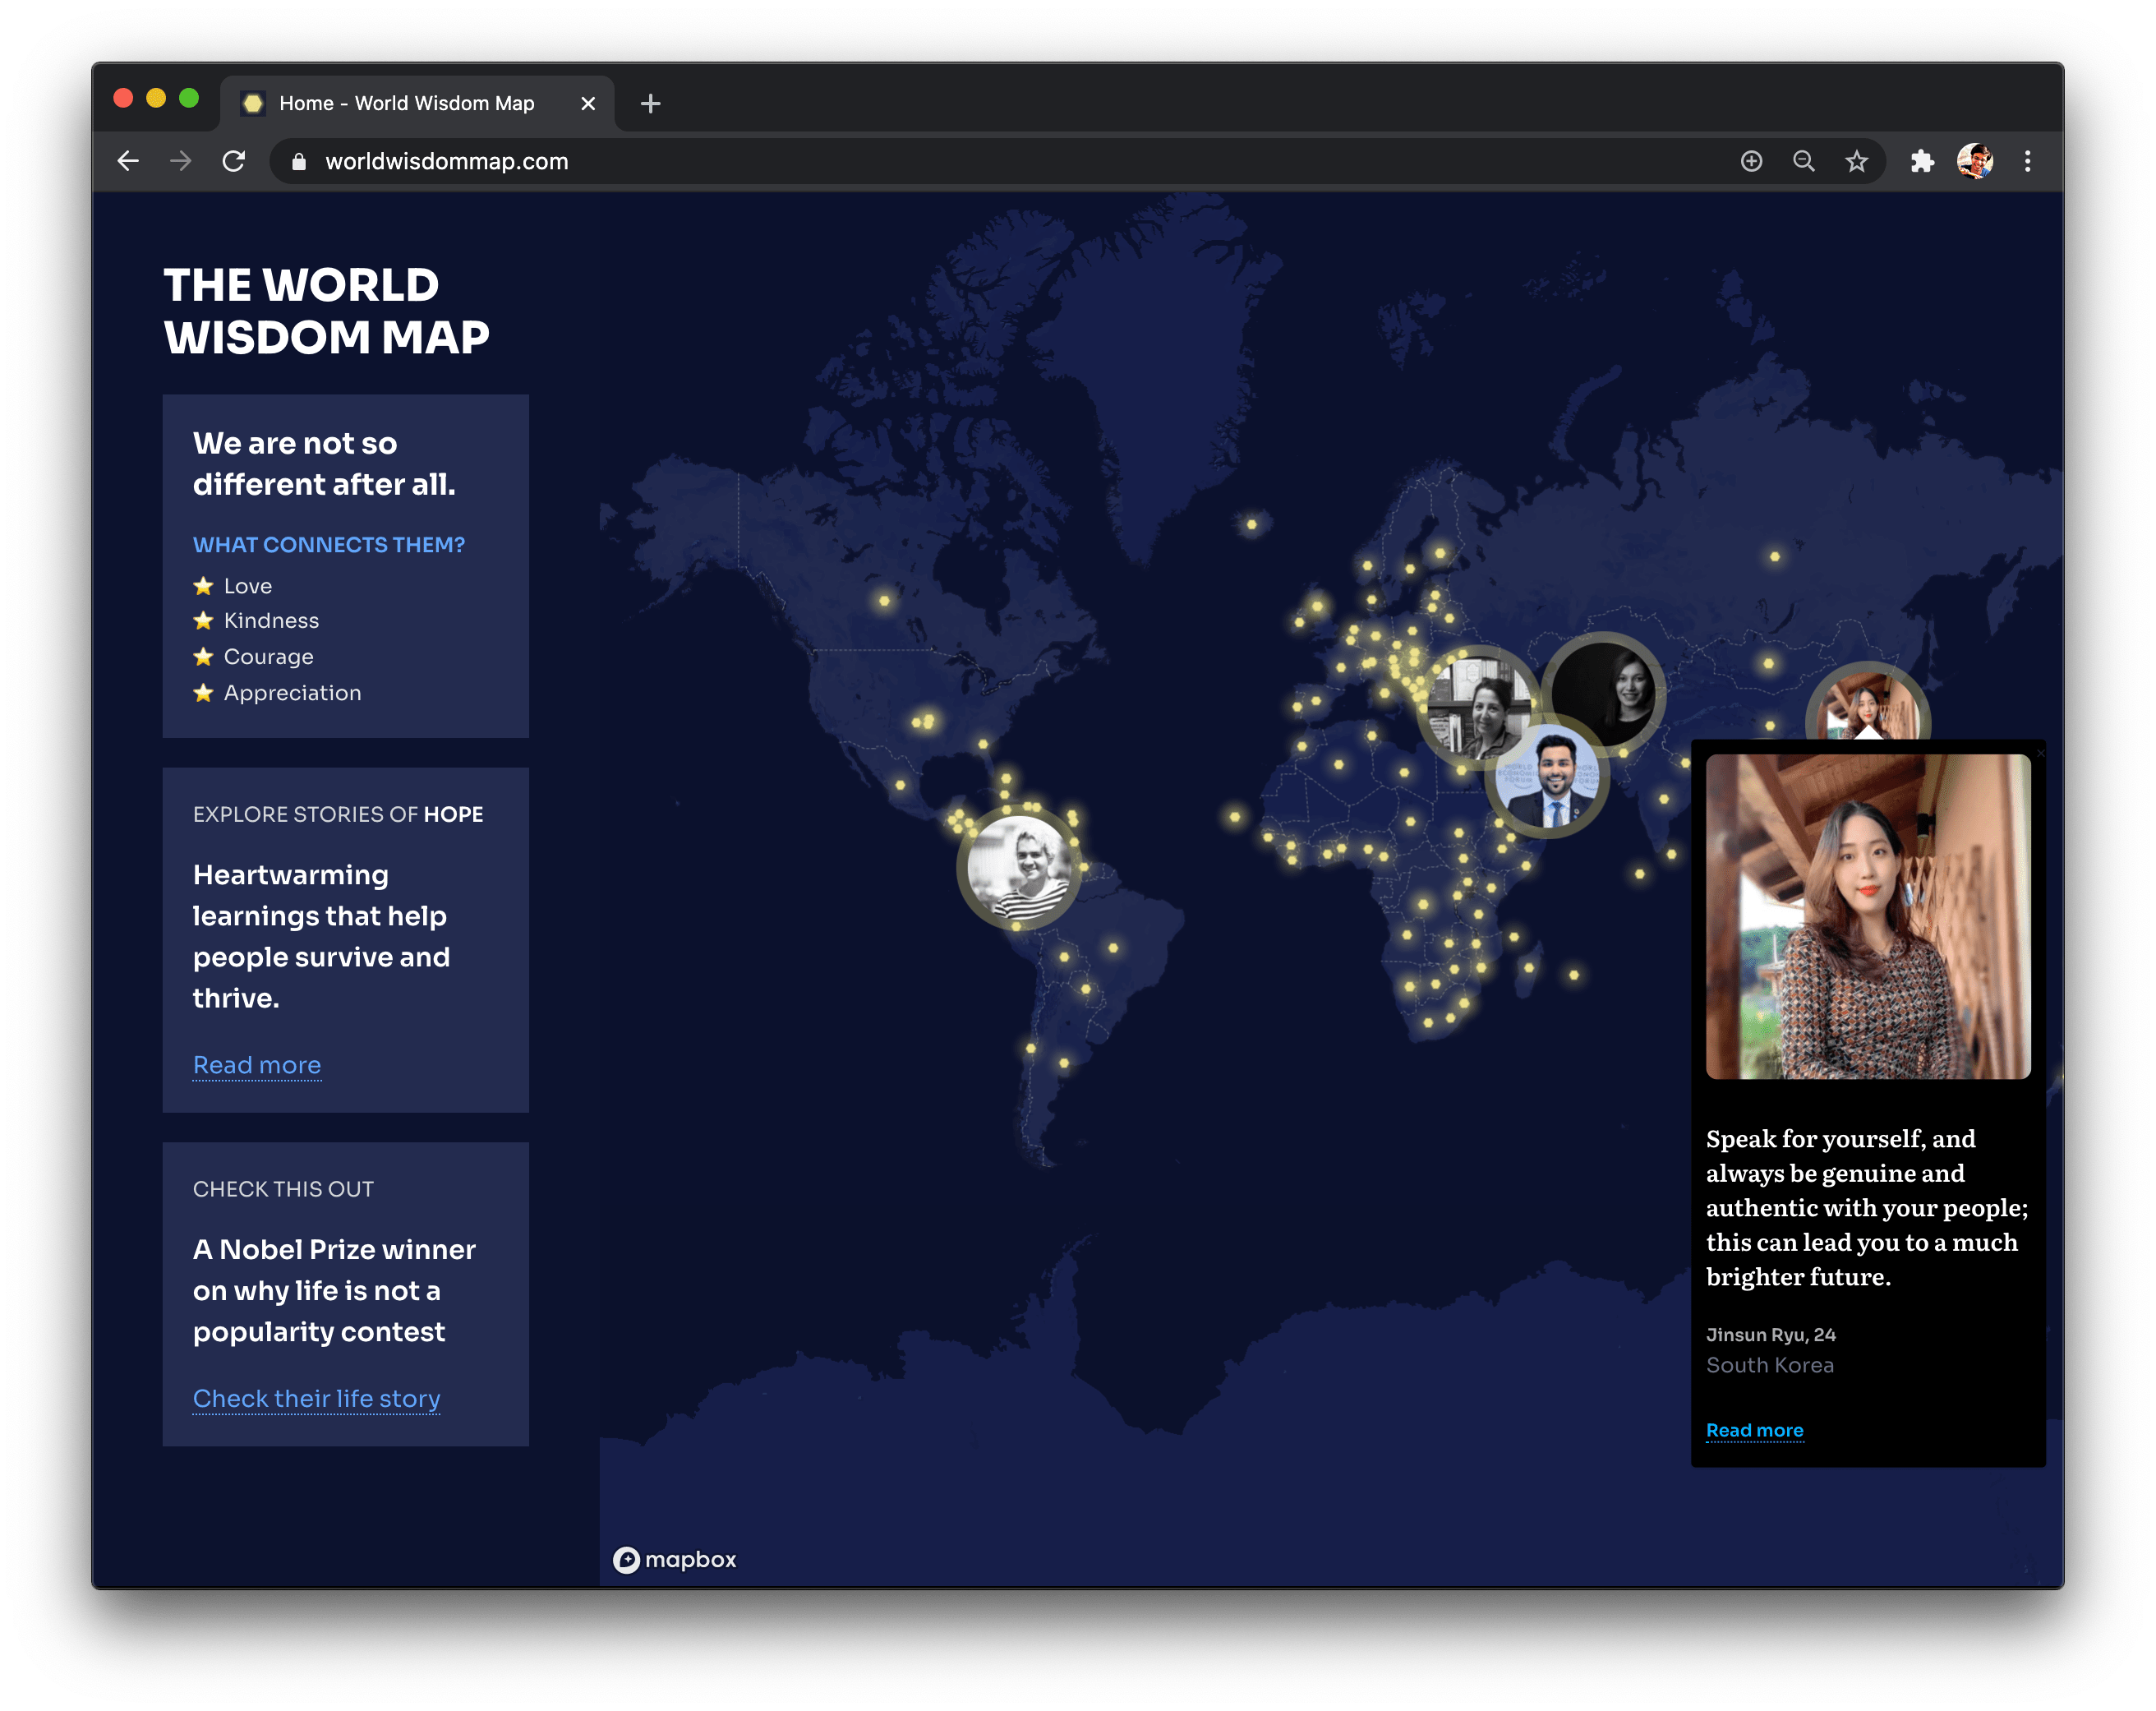 Home - World Wisdom Map
worldwisdommap.com
THE WORLD
WISDOM MAP
We are not so
different after all.
WHAT CONNECTS THEM?
Love
Kindness
Courage
Appreciation
EXPLORE STORIES OF HOPE
Heartwarming
learnings that help
people survive and
thrive.
Read more
CHECK THIS OUT
A Nobel Prize winner
on why life is not a
popularity contest
Check their life story
WORLD
ECONOMIC
FORUM
Speak for yourself, and
always be genuine and
authentic with your people;
this can lead you to a much
brighter future.
Jinsun Ryu, 24
South Korea
Read more
mapbox